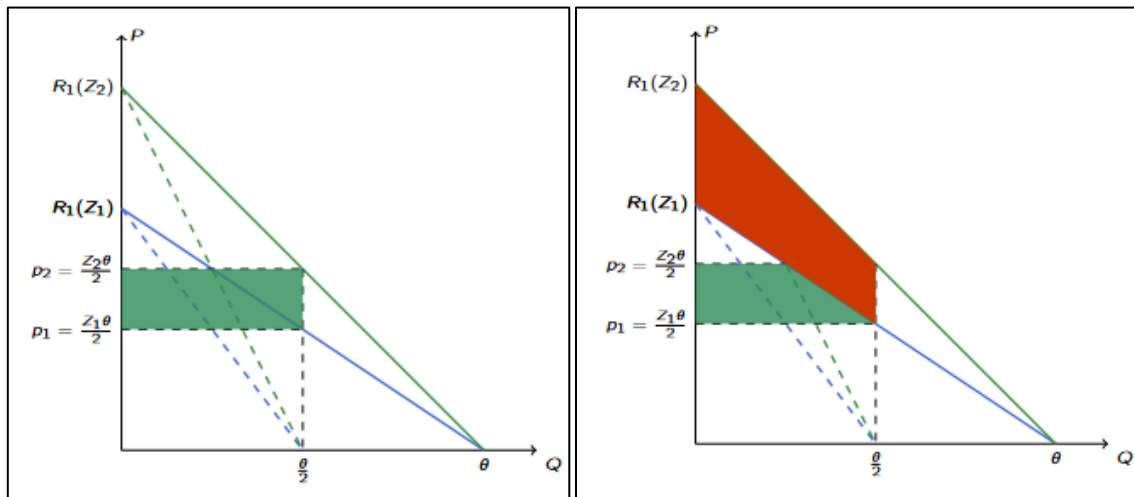 P
R₁(Z₂)
R₁(Z₁)
p₂ = Z₂θ/2
p₁ = Z₁θ/2
θ/2
θ
Q
P
R₁(Z₂)
R₁(Z₁)
p₂ = Z₂θ/2
p₁ = Z₁θ/2
θ/2
θ
Q